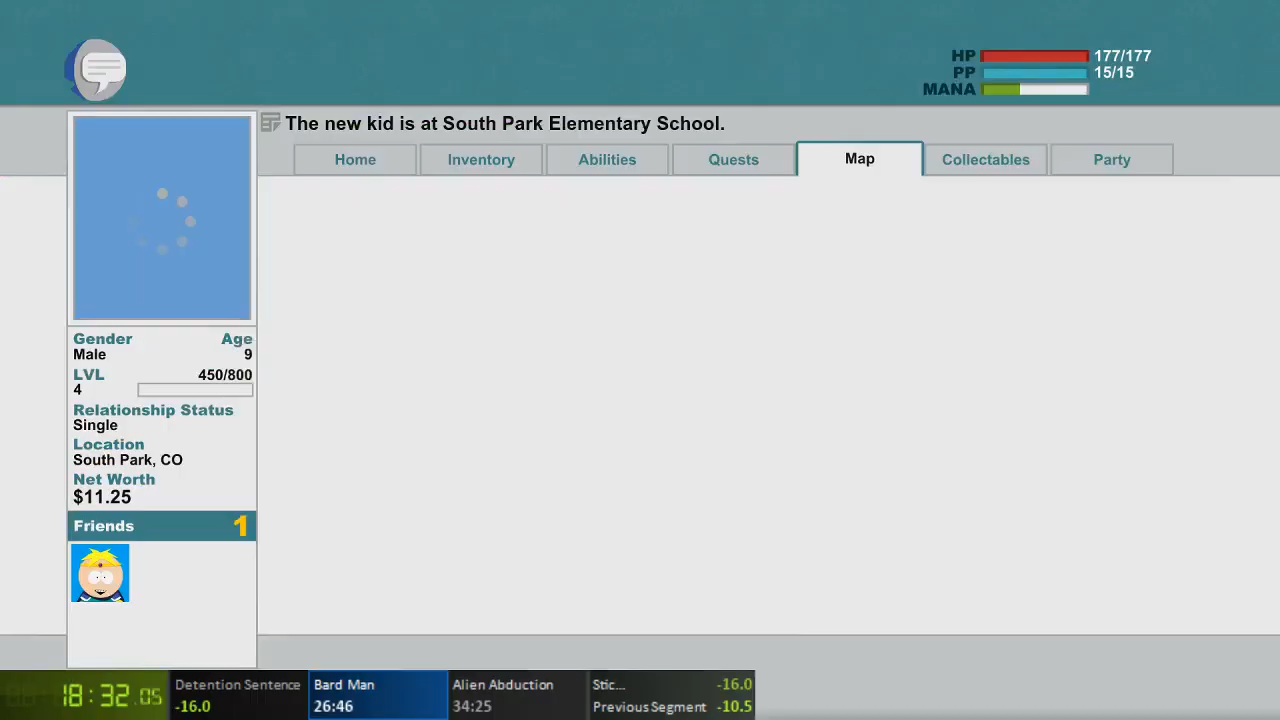 HP 177/177
PP 15/15
MANA
The new kid is at South Park Elementary School.
Home Inventory Abilities Quests Map Collectables Party
Gender Age
Male 9
LVL 450/800
4
Relationship Status
Single
Location
South Park, CO
Net Worth
$11.25
Friends 1
18:32.05
Detention Sentence
-16.0
Bard Man
26:46
Alien Abduction
34:25
Stic... -16.0
Previous Segment -10.5